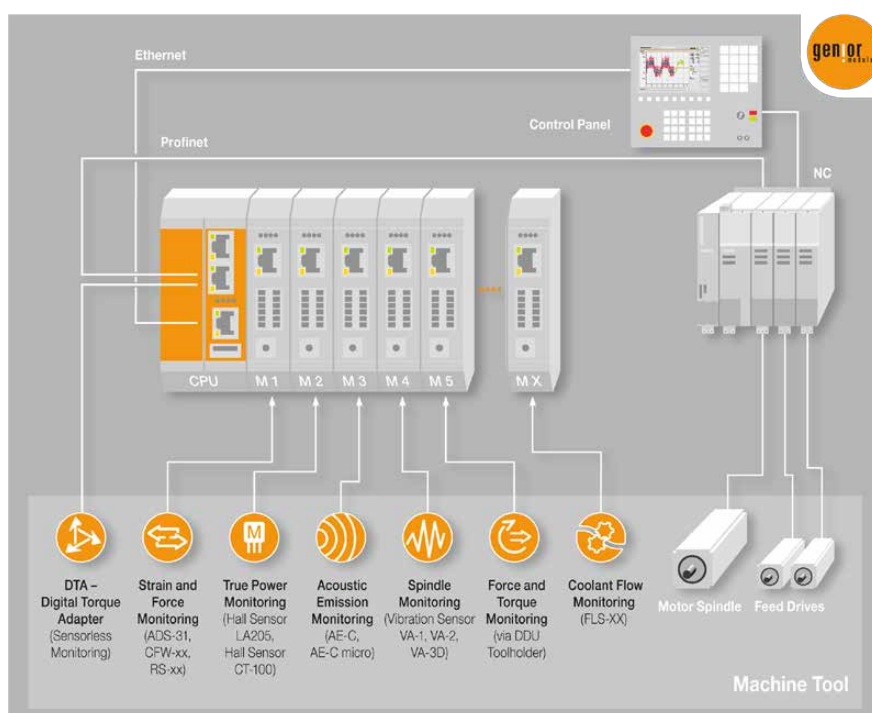 gen!or
modular
Ethernet
Control Panel
Profinet
NC
CPU
M 1
M 2
M 3
M 4
M 5
M X
DTA –
Digital Torque
Adapter
(Sensorless
Monitoring)
Strain and
Force
Monitoring
(ADS-31,
CFW-xx,
RS-xx)
True Power
Monitoring
(Hall Sensor
LA205,
Hall Sensor
CT-100)
Acoustic
Emission
Monitoring
(AE-C,
AE-C micro)
Spindle
Monitoring
(Vibration Sensor
VA-1, VA-2,
VA-3D)
Force and
Torque
Monitoring
(via DDU
Toolholder)
Coolant Flow
Monitoring
(FLS-XX)
Motor Spindle
Feed Drives
M
Machine Tool